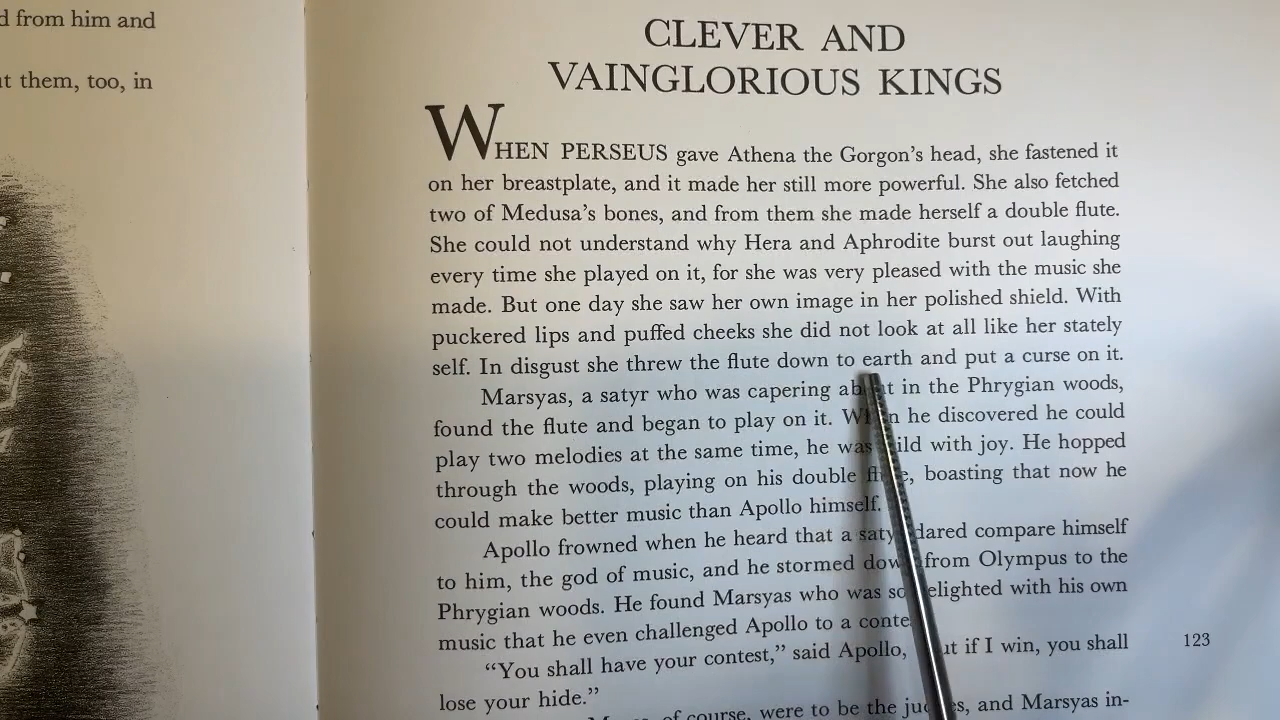 d from him and
t them, too, in
CLEVER AND
VAINGLORIOUS KINGS
WHEN PERSEUS gave Athena the Gorgon's head, she fastened it
on her breastplate, and it made her still more powerful. She also fetched
two of Medusa's bones, and from them she made herself a double flute.
She could not understand why Hera and Aphrodite burst out laughing
every time she played on it, for she was very pleased with the music she
made. But one day she saw her own image in her polished shield. With
puckered lips and puffed cheeks she did not look at all like her stately
self. In disgust she threw the flute down to earth and put a curse on it.
Marsyas, a satyr who was capering ab t in the Phrygian woods,
found the flute and began to play on it. W n he discovered he could
play two melodies at the same time, he was ild with joy. He hopped
through the woods, playing on his double fl e, boasting that now he
could make better music than Apollo himself.
Apollo frowned when he heard that a saty dared compare himself
to him, the god of music, and he stormed dow from Olympus to the
Phrygian woods. He found Marsyas who was so elighted with his own
music that he even challenged Apollo to a conte
"You shall have your contest," said Apollo, ut if I win, you shall
lose your hide."
of course, were to be the ju es, and Marsyas in-
123